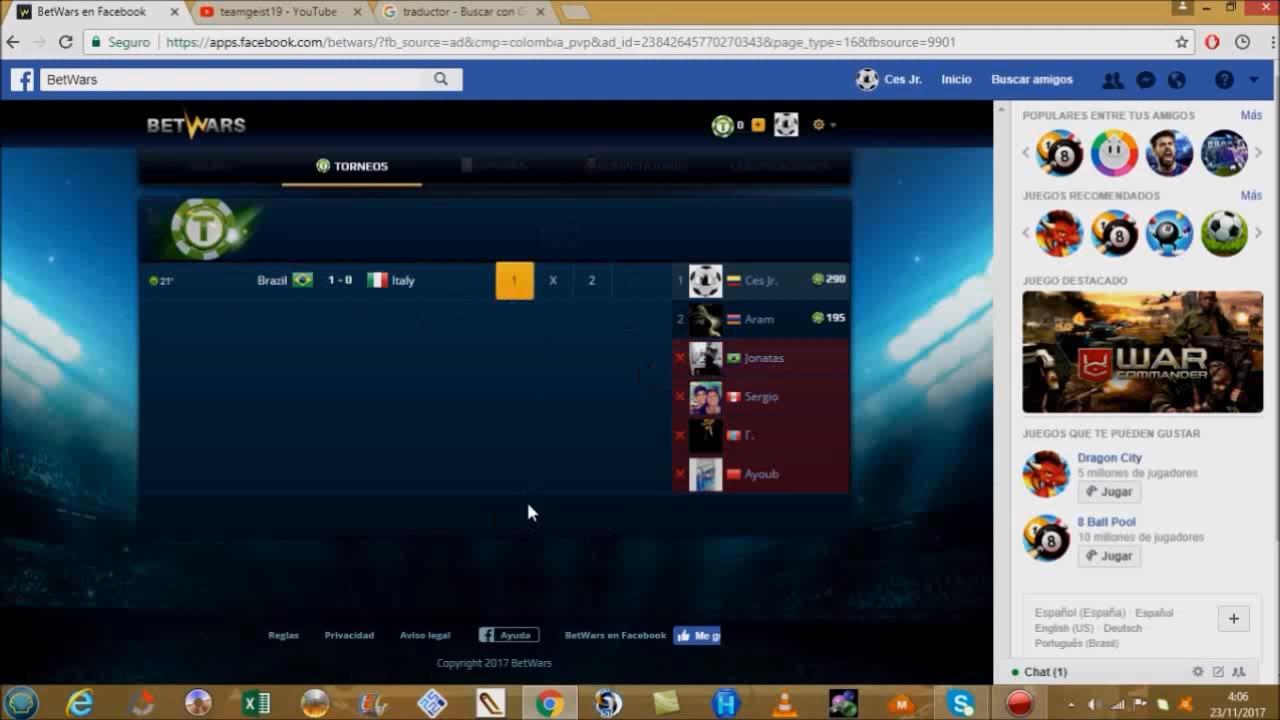 BetWars en Facebook
teamgeist19 - YouTube
traductor - Buscar con G
Seguro https://apps.facebook.com/betwars/?fb_source=ad&cmp=colombia_pvp&ad_id=23842645770270343&page_type=16&fbsource=9901
BetWars
Ces Jr.
Inicio
Buscar amigos
BETWARS
0
TORNEOS
T
21'
Brazil 1 - 0 Italy
1 X 2
1 Ces Jr. 290
2 Aram 195
Jonatas
Sergio
Г.
Ayoub
POPULARES ENTRE TUS AMIGOS Más
JUEGOS RECOMENDADOS Más
JUEGO DESTACADO
WAR
COMMANDER
JUEGOS QUE TE PUEDEN GUSTAR
Dragon City
5 millones de jugadores
Jugar
8 Ball Pool
10 millones de jugadores
Jugar
Español (España) · Español
English (US) · Deutsch
Português (Brasil)
Reglas
Privacidad
Aviso legal
Ayuda
BetWars en Facebook
Me g
Copyright 2017 BetWars
Chat (1)
4:06
23/11/2017